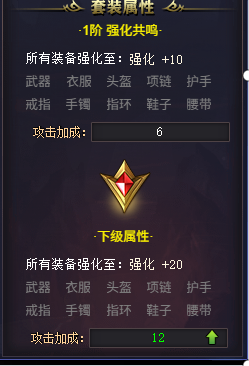 套装属性
·1阶 强化共鸣·
所有装备强化至：强化 +10
武器 衣服 头盔 项链 护手
戒指 手镯 指环 鞋子 腰带
攻击加成： 6
·下级属性·
所有装备强化至：强化 +20
武器 衣服 头盔 项链 护手
戒指 手镯 指环 鞋子 腰带
攻击加成： 12